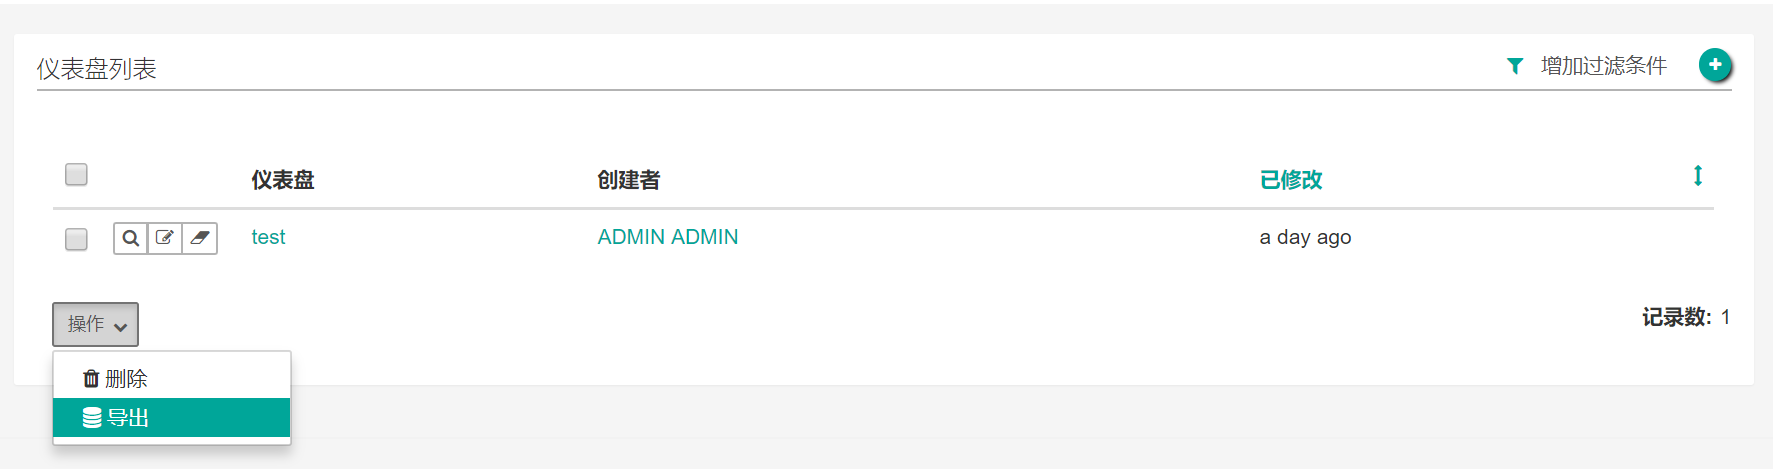 仪表盘列表 增加过滤条件
仪表盘 创建者 已修改
test ADMIN ADMIN a day ago
操作 记录数: 1
删除
导出